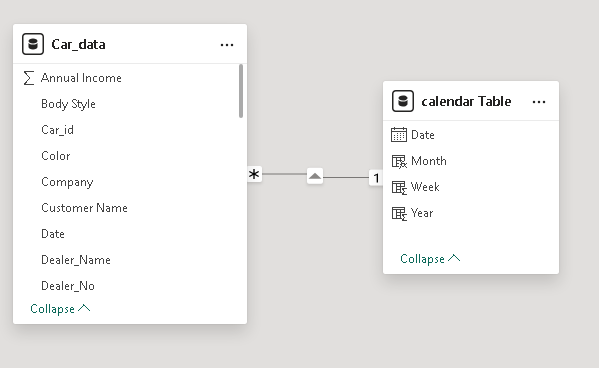 Car_data
Annual Income
Body Style
Car_id
Color
Company
Customer Name
Date
Dealer_Name
Dealer_No
Collapse
* 1
calendar Table
Date
Month
Week
Year
Collapse